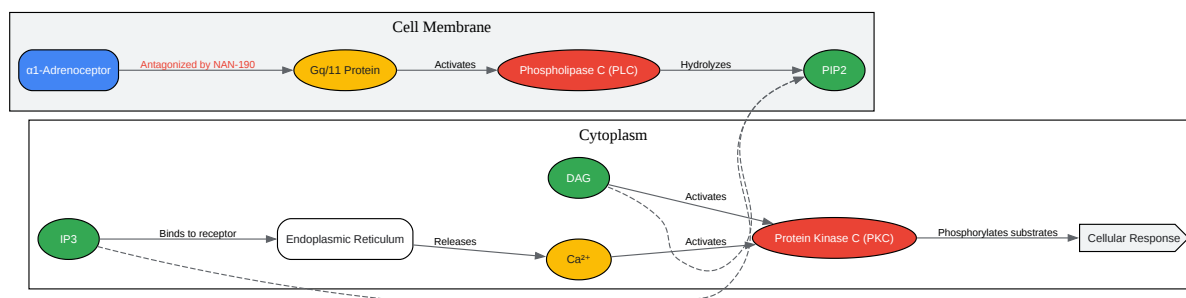 Cell Membrane
α1-Adrenoceptor
Antagonized by NAN-190
Gq/11 Protein
Activates
Phospholipase C (PLC)
Hydrolyzes
PIP2
Cytoplasm
DAG
Activates
IP3
Binds to receptor
Endoplasmic Reticulum
Releases
Ca²⁺
Activates
Protein Kinase C (PKC)
Phosphorylates substrates
Cellular Response